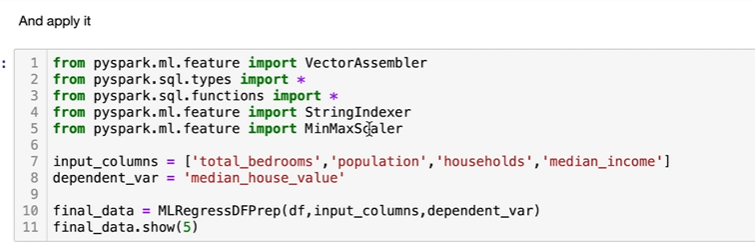 And apply it
:
1 from pyspark.ml.feature import VectorAssembler
2 from pyspark.sql.types import *
3 from pyspark.sql.functions import *
4 from pyspark.ml.feature import StringIndexer
5 from pyspark.ml.feature import MinMaxScaler
6
7 input_columns = ['total_bedrooms','population','households','median_income']
8 dependent_var = 'median_house_value'
9
10 final_data = MLRegressDFPrep(df,input_columns,dependent_var)
11 final_data.show(5)